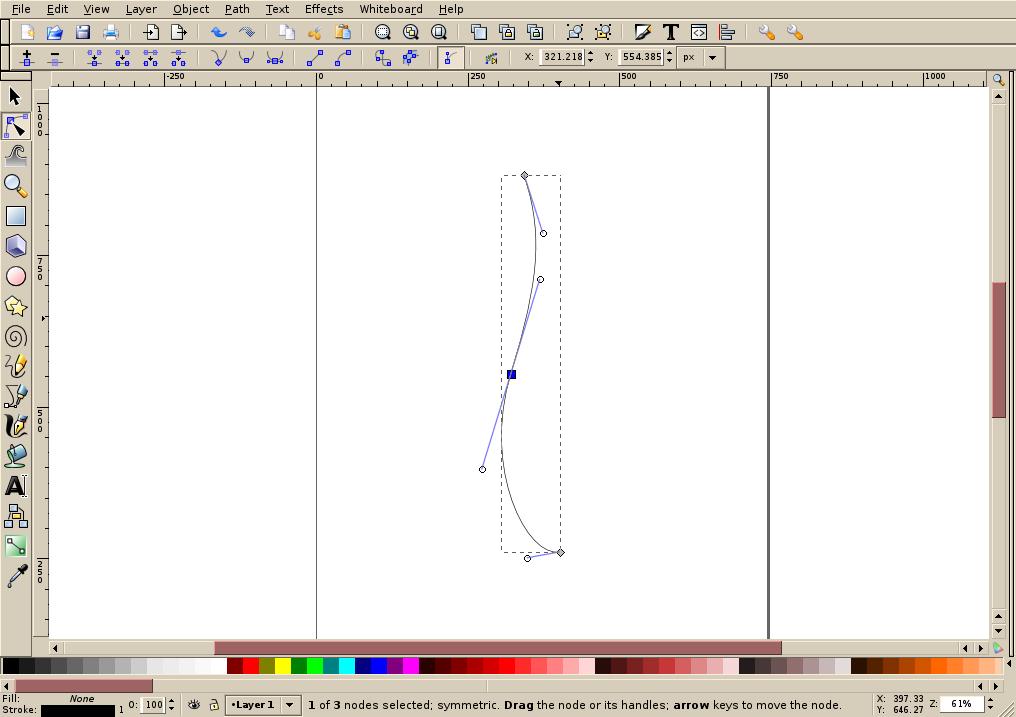 File Edit View Layer Object Path Text Effects Whiteboard Help
X: 321.218 Y: 554.385 px
-250 0 250 500 750 1000
1000
750
500
250
Fill: None O: 100 •Layer 1 1 of 3 nodes selected; symmetric. Drag the node or its handles; arrow keys to move the node. X: 397.33 Z: 61%
Stroke: 1 Y: 646.27